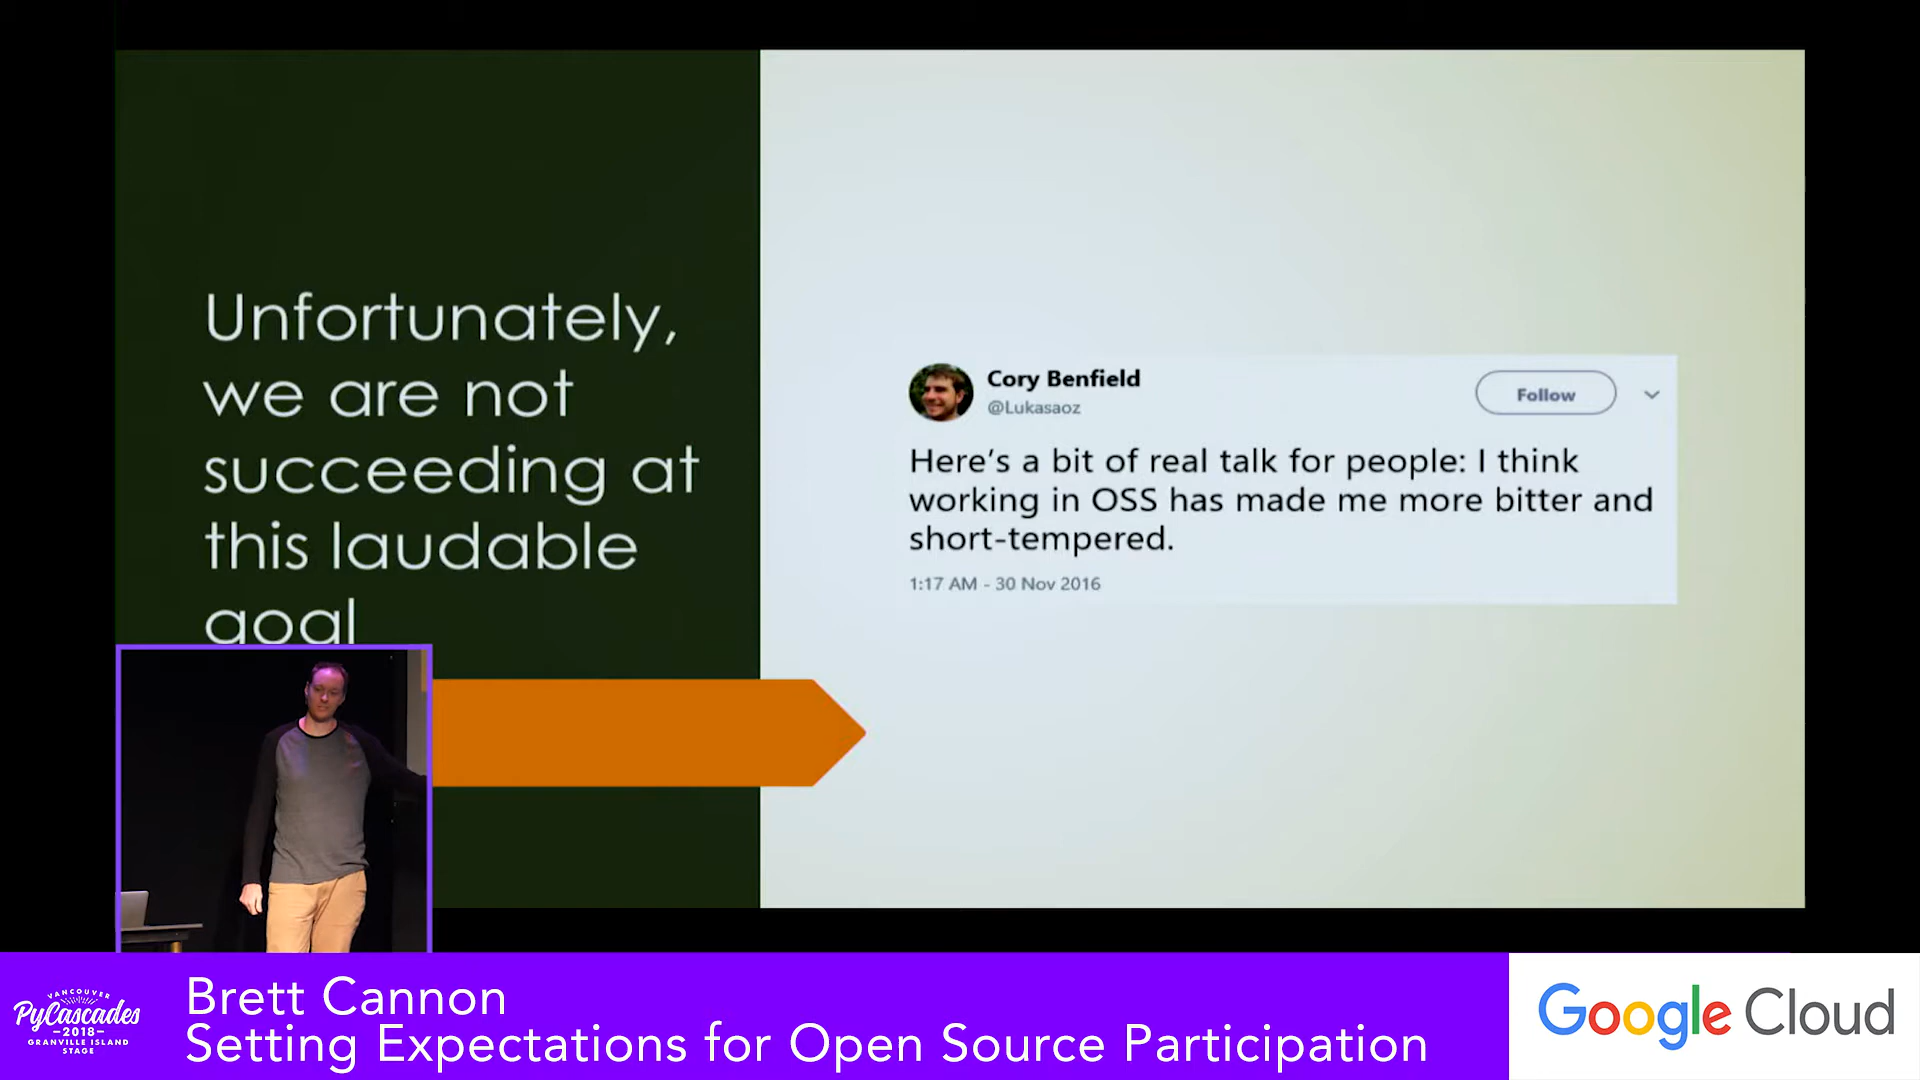 Unfortunately,
we are not
succeeding at
this laudable
goal
Cory Benfield
@Lukasaoz
Follow
Here's a bit of real talk for people: I think
working in OSS has made me more bitter and
short-tempered.
1:17 AM - 30 Nov 2016
VANCOUVER
PyCascades
2018
GRANVILLE ISLAND
STAGE
Brett Cannon
Setting Expectations for Open Source Participation
Google Cloud